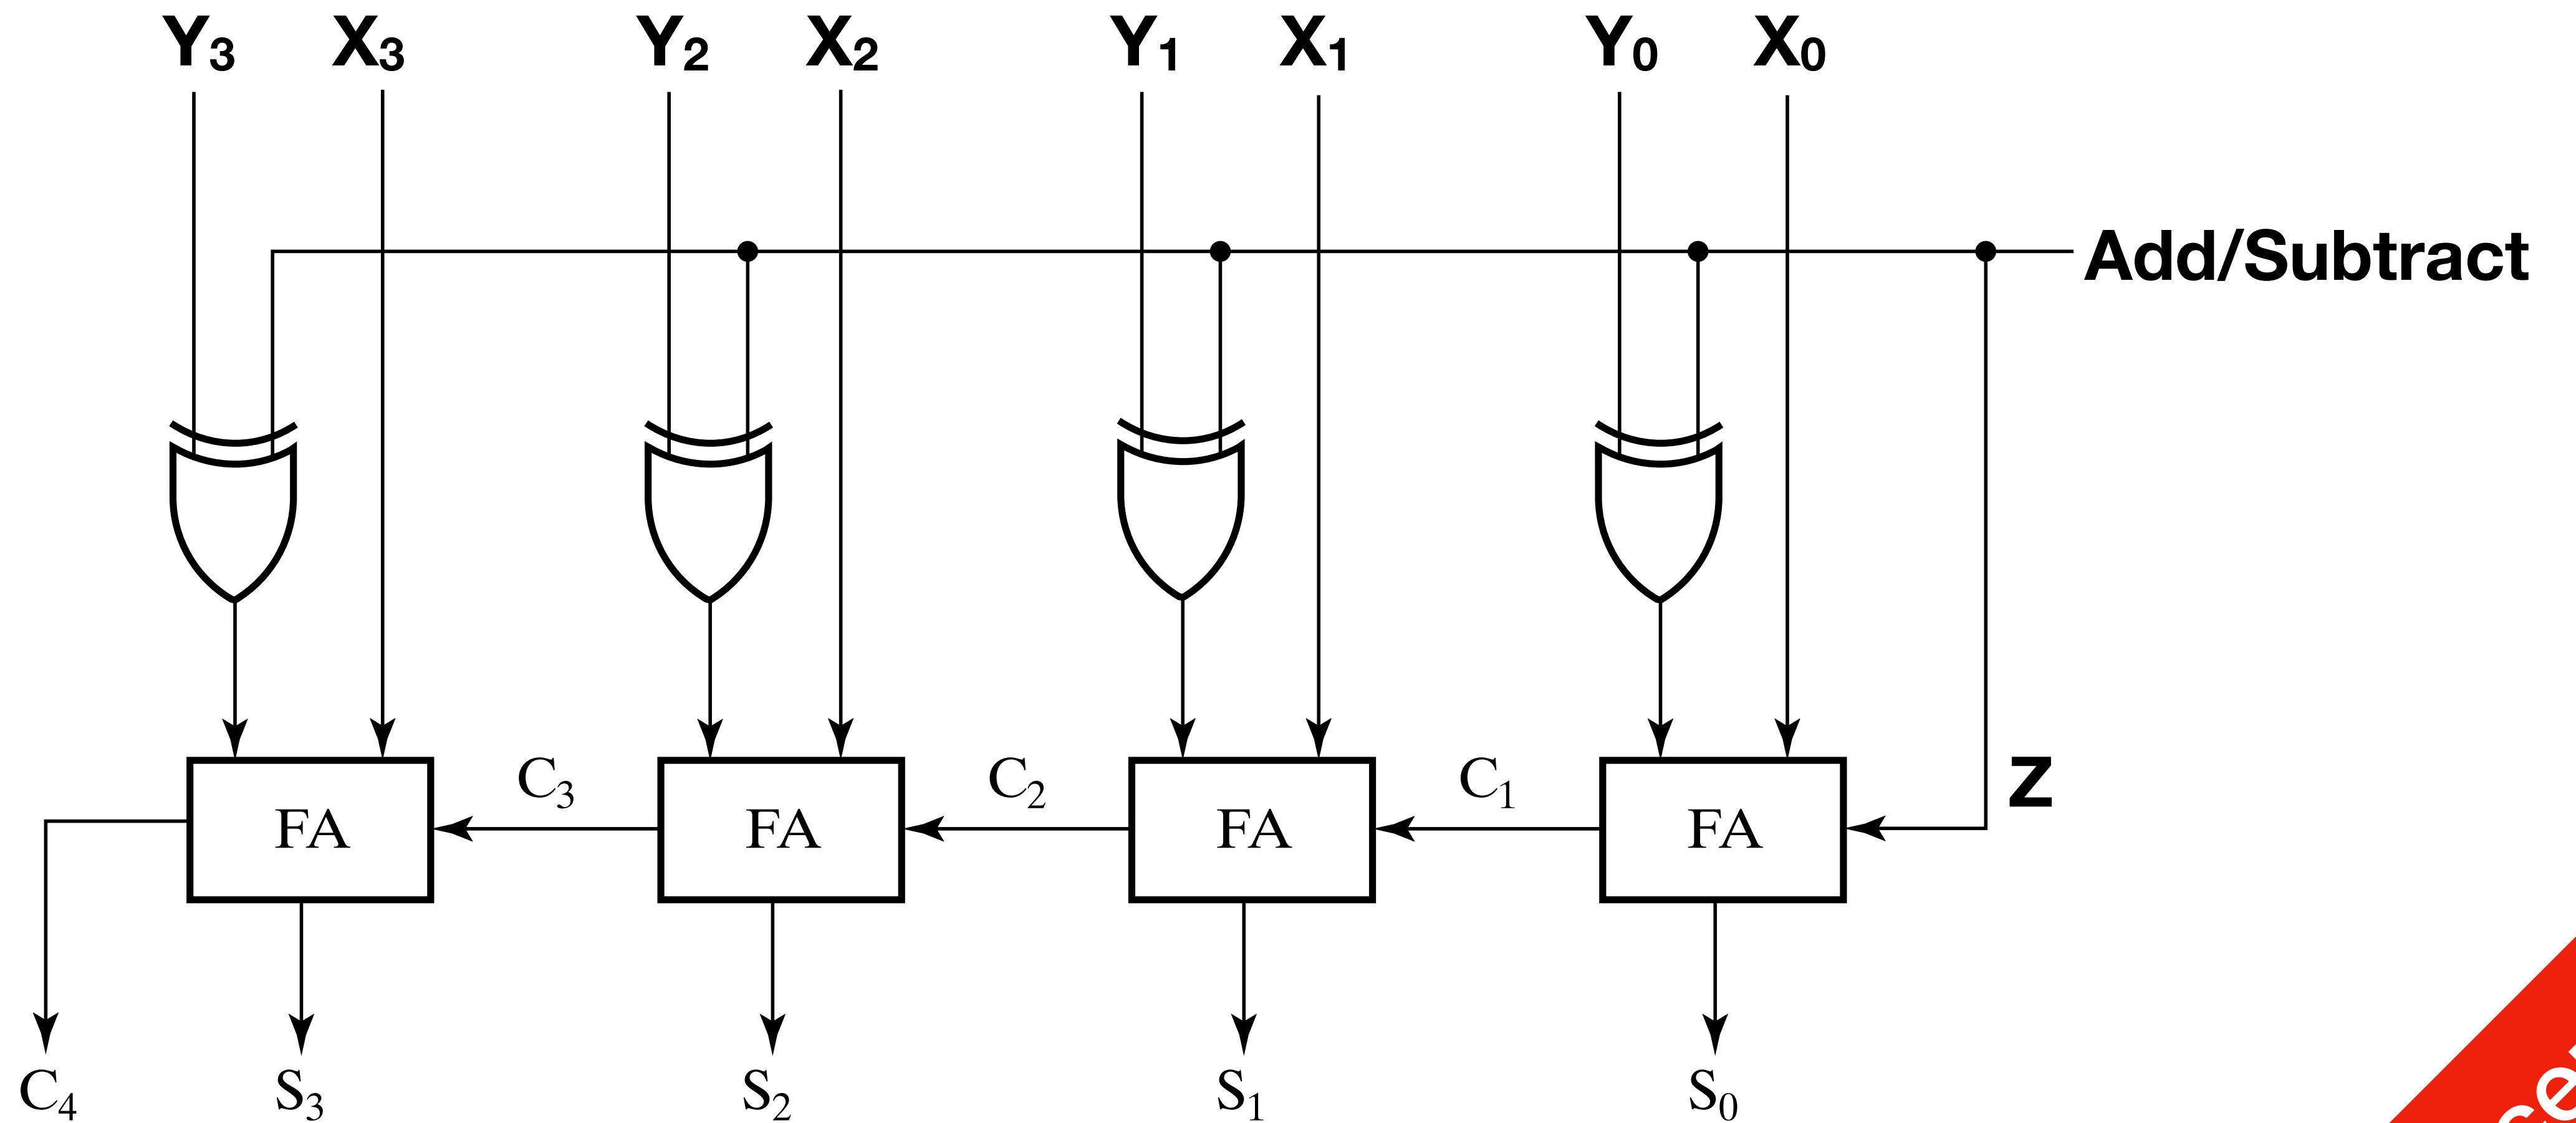 Y₃ X₃ Y₂ X₂ Y₁ X₁ Y₀ X₀
Add/Subtract
C₃ C₂ C₁ Z
FA FA FA FA
C₄ S₃ S₂ S₁ S₀